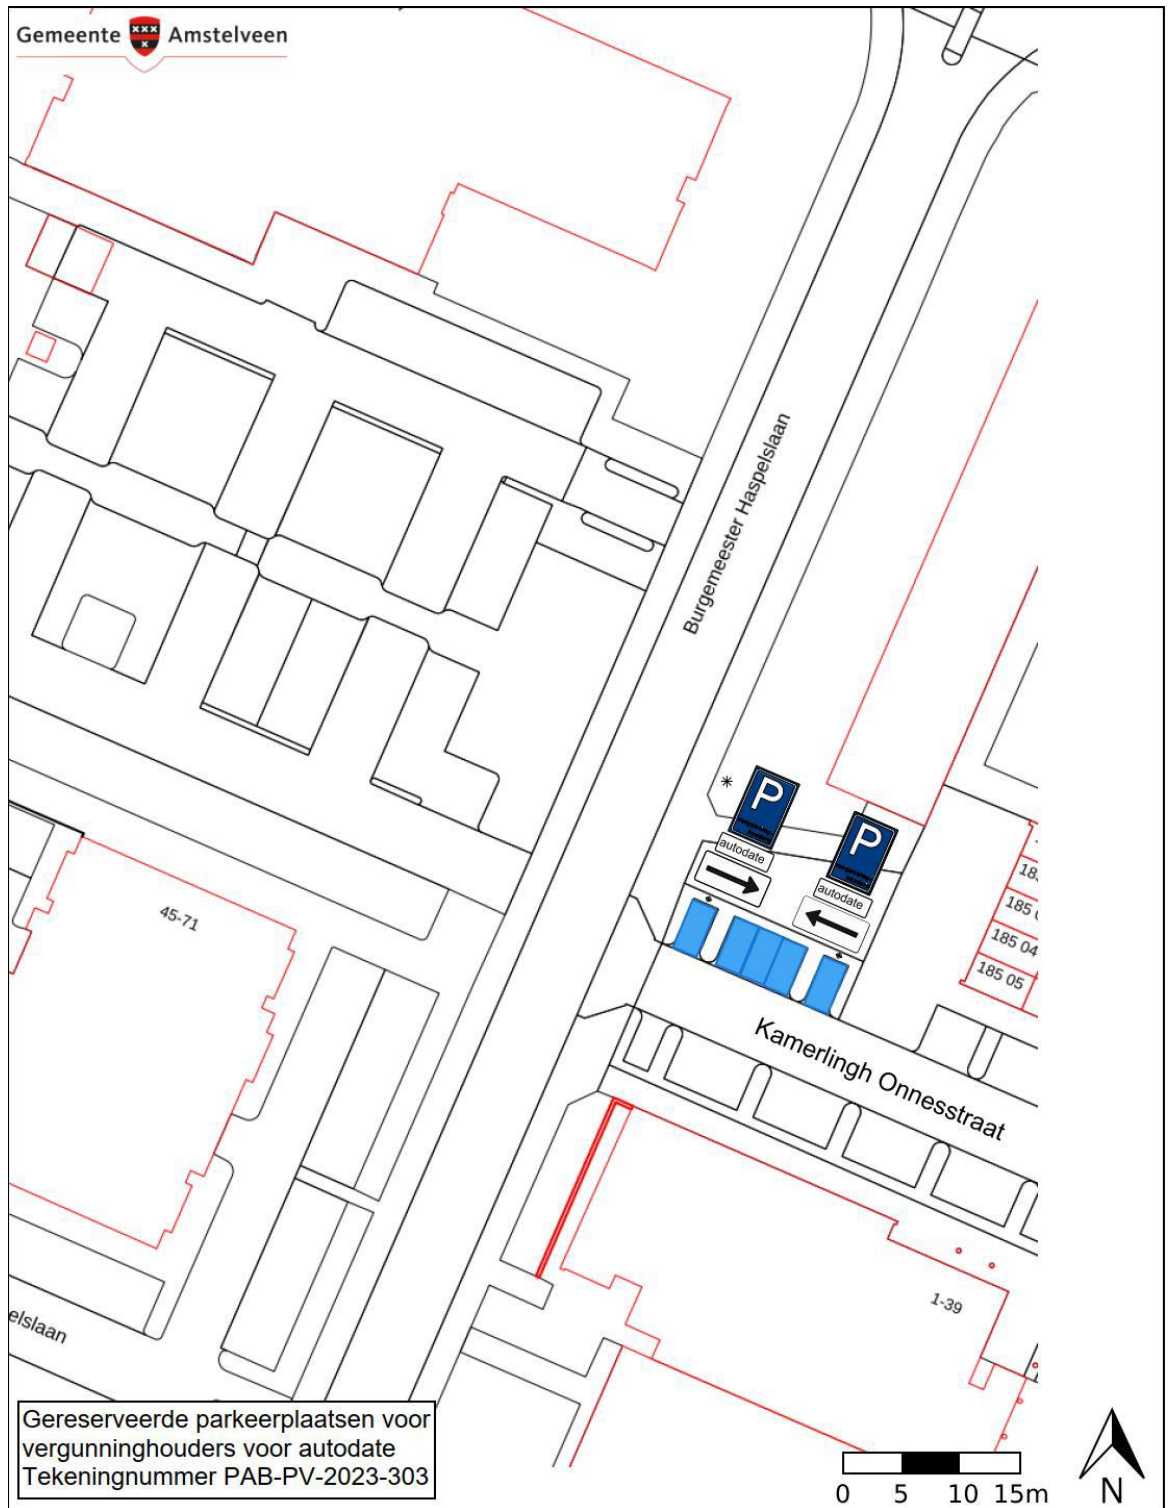 Gemeente Amstelveen
Burgemeester Haspelslaan
P
autodate
P
autodate
45-71
185 04
185 05
Kamerlingh Onnesstraat
1-39
elslaan
Gereserveerde parkeerplaatsen voor
vergunninghouders voor autodate
Tekeningnummer PAB-PV-2023-303
0 5 10 15m
N